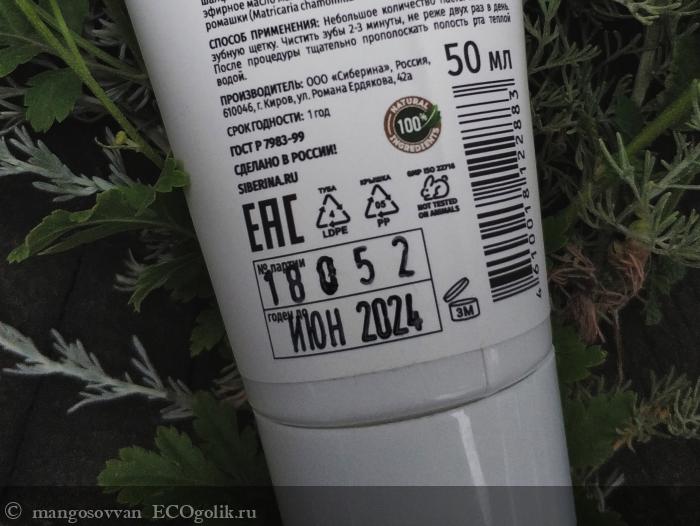 эфирное масло
ромашки (Matricaria chamomilla
СПОСОБ ПРИМЕНЕНИЯ: Небольшое количество пасты
зубную щетку. Чистить зубы 2-3 минуты, не реже двух раз в день.
После процедуры тщательно прополоскать полость рта теплой
водой.
ПРОИЗВОДИТЕЛЬ: ООО «Сиберина», Россия,
610046, г. Киров, ул. Романа Ердякова, 42а
СРОК ГОДНОСТИ: 1 год
ГОСТ Р 7983-99
СДЕЛАНО В РОССИИ!
SIBERINA.RU
50 МЛ
NATURAL
100%
INGREDIENTS
EAC
ТУБА
4
LDPE
КРЫШКА
05
PP
GMP ISO 22716
NOT TESTED
ON ANIMALS
№ партии
18052
годен до
ИЮН 2024
3М
4610018122883
© mangosovvan ECOgolik.ru